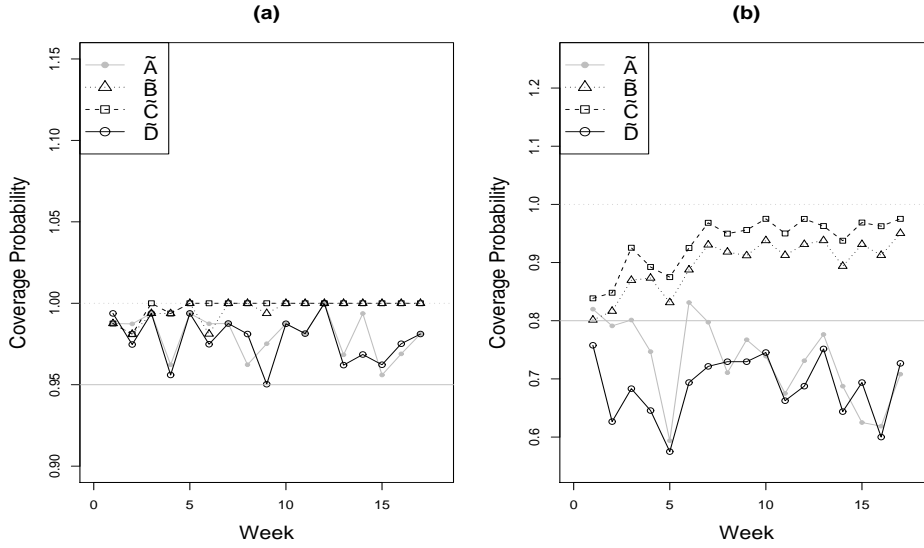 (a)
Ã
B̃
C̃
D̃
Coverage Probability
1.15
1.10
1.05
1.00
0.95
0.90
0
5
10
15
Week
(b)
Ã
B̃
C̃
D̃
Coverage Probability
1.2
1.1
1.0
0.9
0.8
0.7
0.6
0
5
10
15
Week